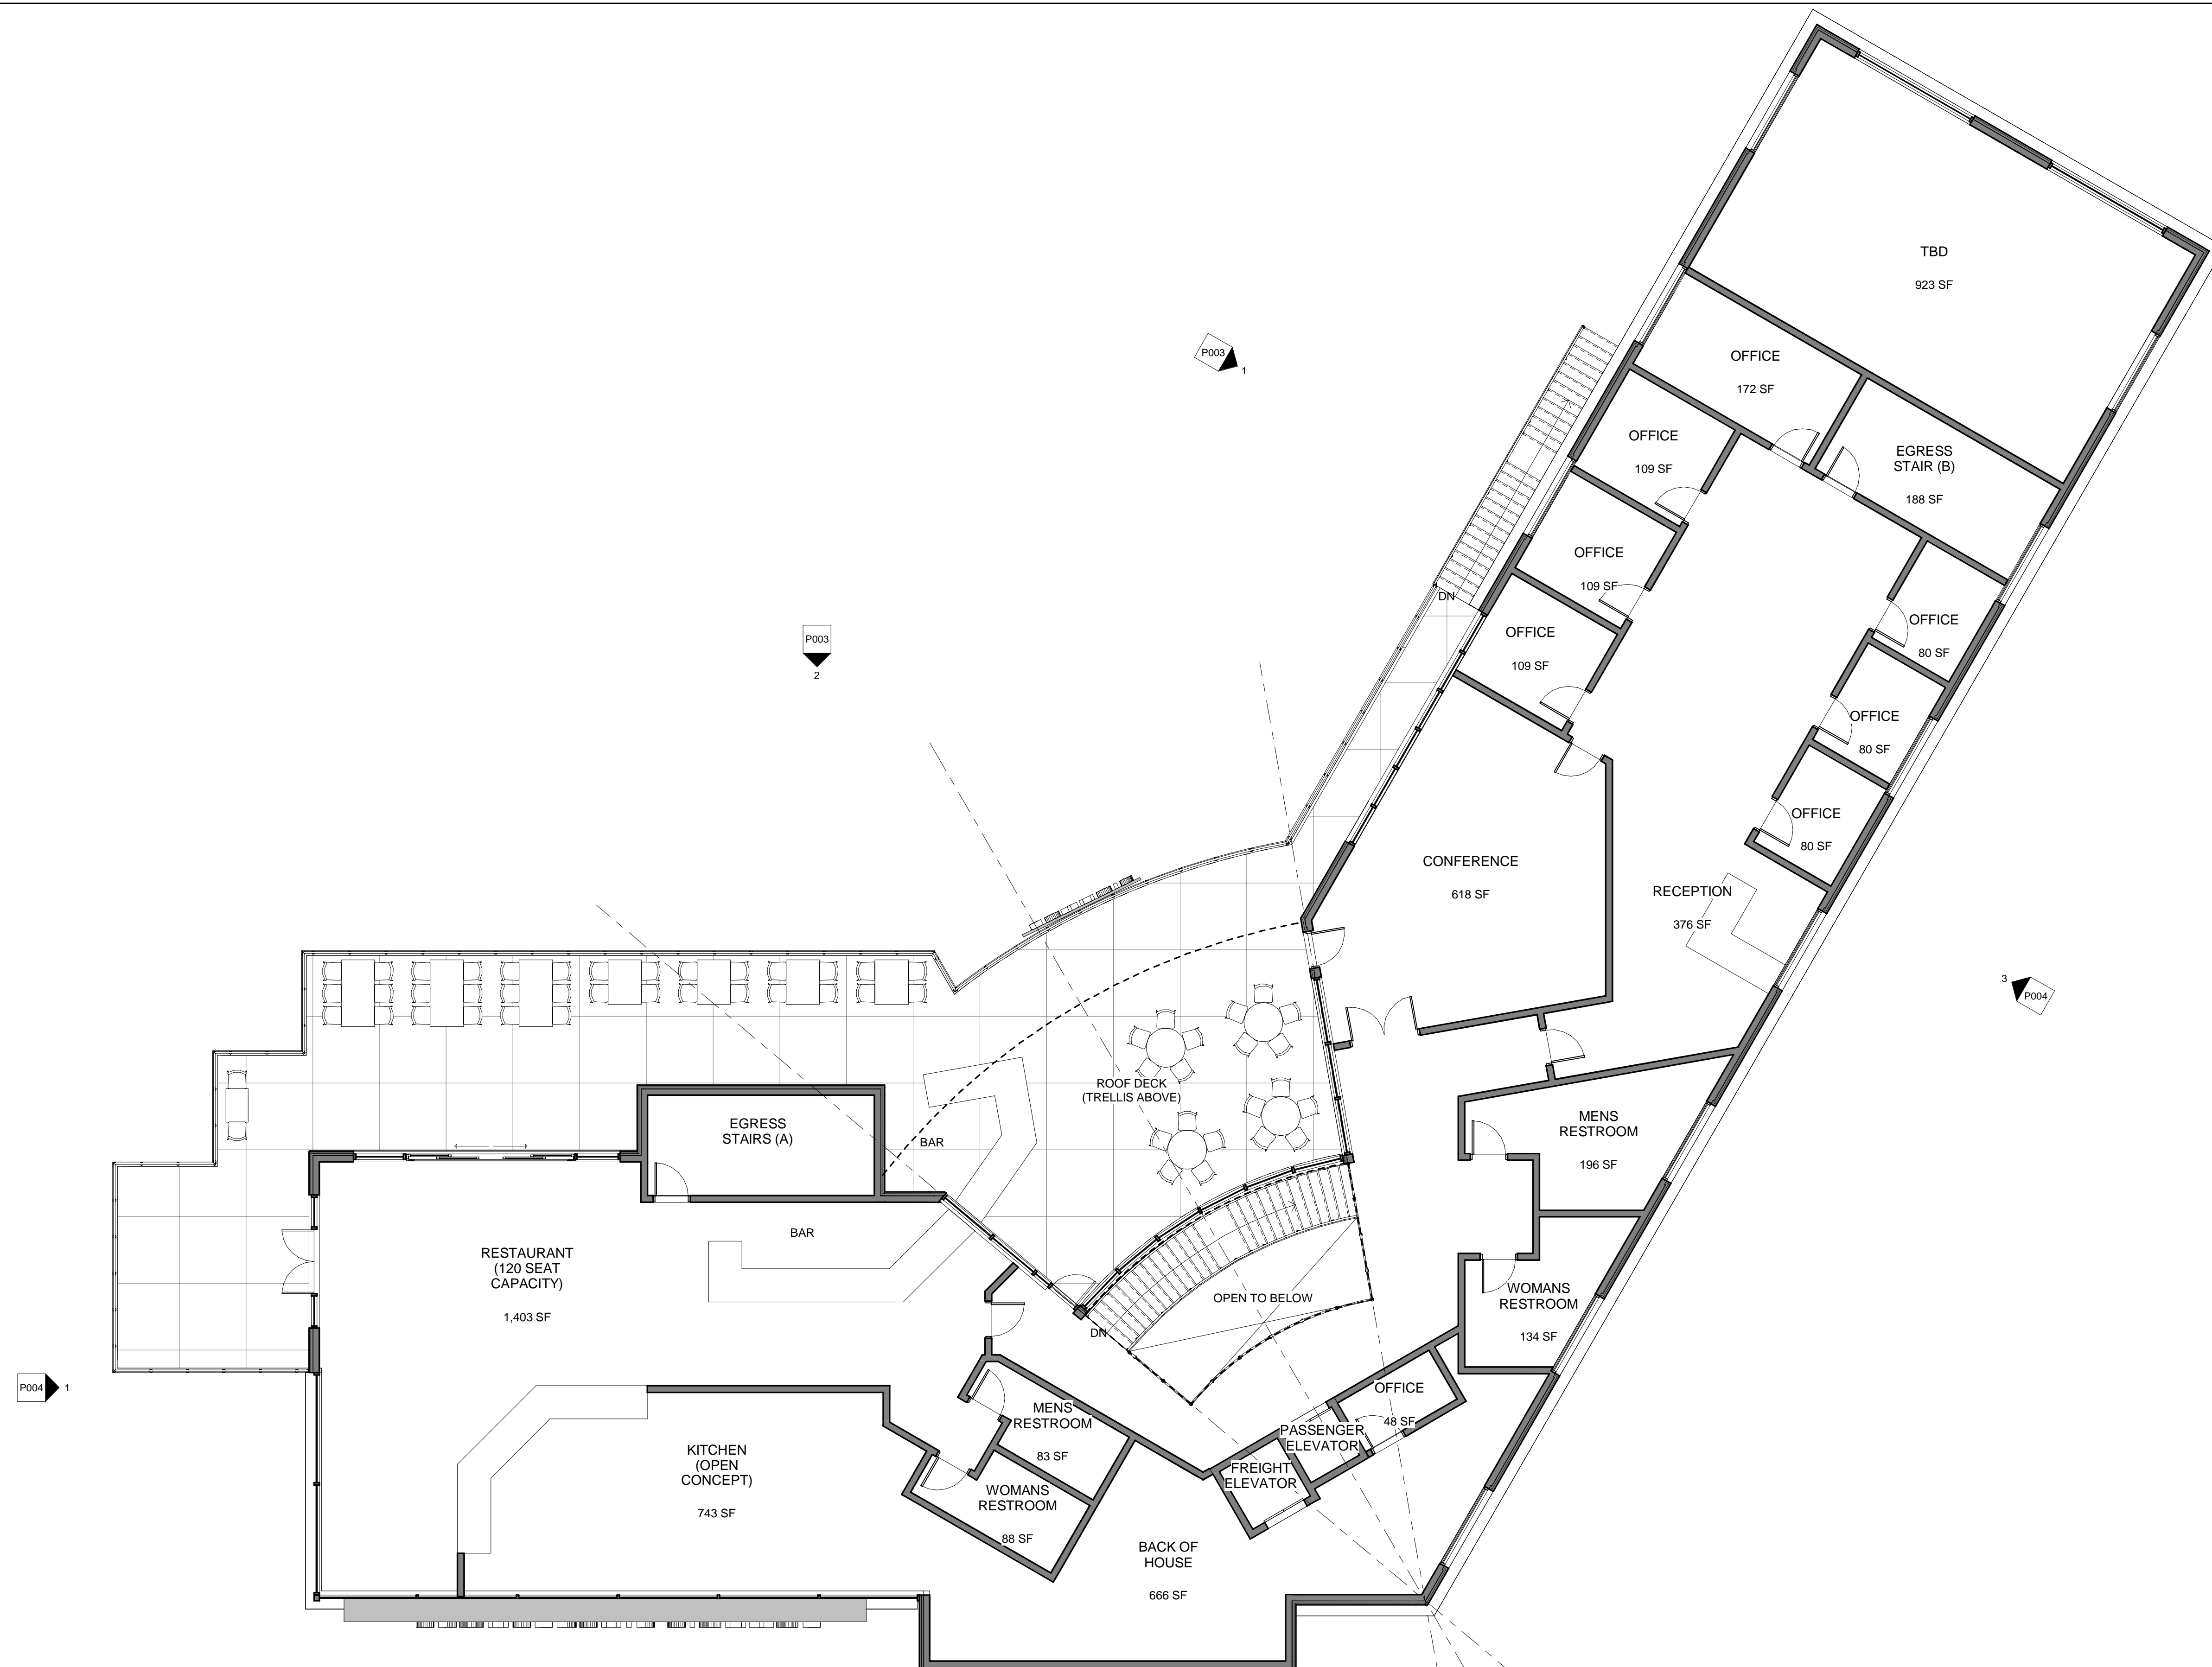 TBD
923 SF
P003
1
OFFICE
172 SF
OFFICE
109 SF
EGRESS
STAIR (B)
188 SF
OFFICE
109 SF
DN
OFFICE
109 SF
OFFICE
80 SF
P003
2
OFFICE
80 SF
OFFICE
80 SF
CONFERENCE
618 SF
RECEPTION
376 SF
3
P004
ROOF DECK
(TRELLIS ABOVE)
EGRESS
STAIRS (A)
BAR
MENS
RESTROOM
196 SF
BAR
RESTAURANT
(120 SEAT
CAPACITY)
1,403 SF
OPEN TO BELOW
DN
WOMANS
RESTROOM
134 SF
P004
1
OFFICE
48 SF
MENS
RESTROOM
83 SF
PASSENGER
ELEVATOR
FREIGHT
ELEVATOR
KITCHEN
(OPEN
CONCEPT)
743 SF
WOMANS
RESTROOM
88 SF
BACK OF
HOUSE
666 SF